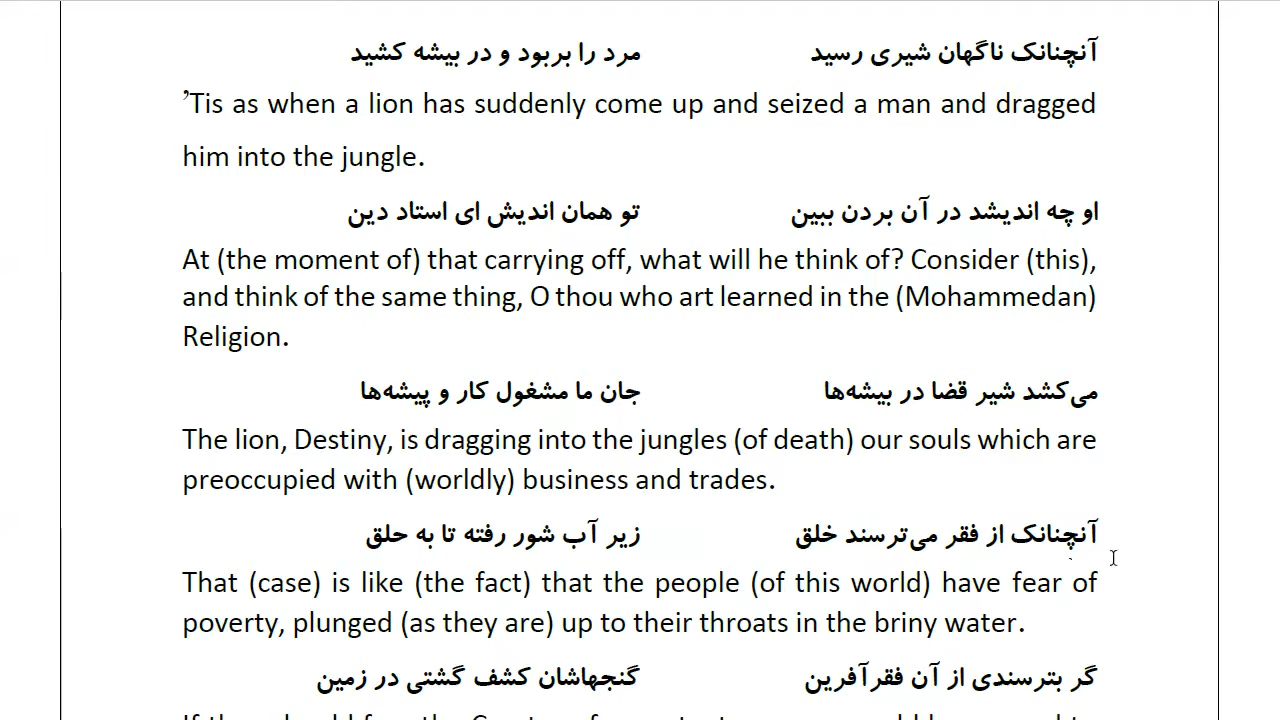 آنچنانک ناگهان شیری رسید مرد را بربود و در بیشه کشید
’Tis as when a lion has suddenly come up and seized a man and dragged
him into the jungle.
او چه اندیشد در آن بردن ببین تو همان اندیش ای استاد دین
At (the moment of) that carrying off, what will he think of? Consider (this),
and think of the same thing, O thou who art learned in the (Mohammedan)
Religion.
می‌کشد شیر قضا در بیشه‌ها جان ما مشغول کار و پیشه‌ها
The lion, Destiny, is dragging into the jungles (of death) our souls which are
preoccupied with (worldly) business and trades.
آنچنانک از فقر می‌ترسند خلق زیر آب شور رفته تا به حلق
That (case) is like (the fact) that the people (of this world) have fear of
poverty, plunged (as they are) up to their throats in the briny water.
گر بترسندی از آن فقرآفرین گنجهاشان کشف گشتی در زمین